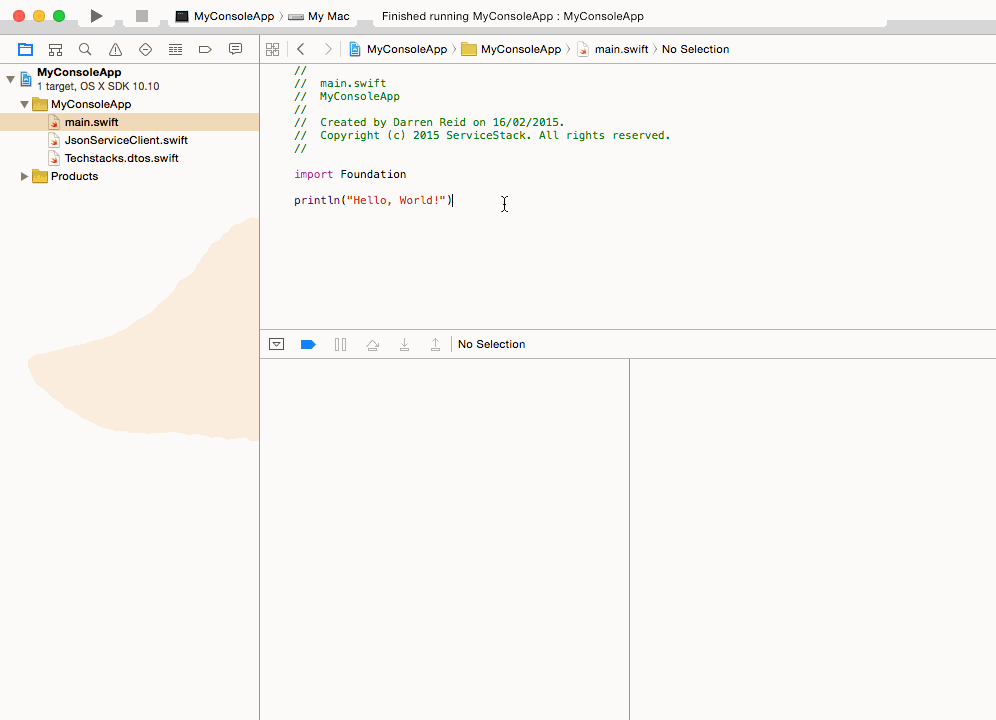 MyConsoleApp 〉 My Mac
Finished running MyConsoleApp : MyConsoleApp
MyConsoleApp 〉 MyConsoleApp 〉 main.swift 〉 No Selection
MyConsoleApp
1 target, OS X SDK 10.10
MyConsoleApp
main.swift
JsonServiceClient.swift
Techstacks.dtos.swift
Products
//
//  main.swift
//  MyConsoleApp
//
//  Created by Darren Reid on 16/02/2015.
//  Copyright (c) 2015 ServiceStack. All rights reserved.
//
import Foundation
println("Hello, World!")
No Selection